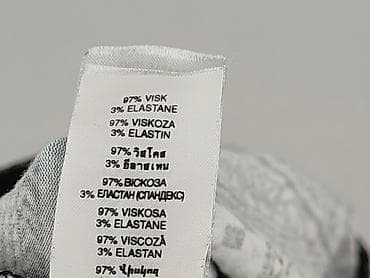 97% VISK
3% ELASTANE
97% VISKOZA
3% ELASTIN
97% วิสโคส
3% อีลาสเทน
97% ВІСКОЗА
3% ЕЛАСТАН (СПАНДЕКС)
97% VISKOSA
3% ELASTANE
97% VISCOZĂ
3% ELASTAN
97% Վիսկոզ